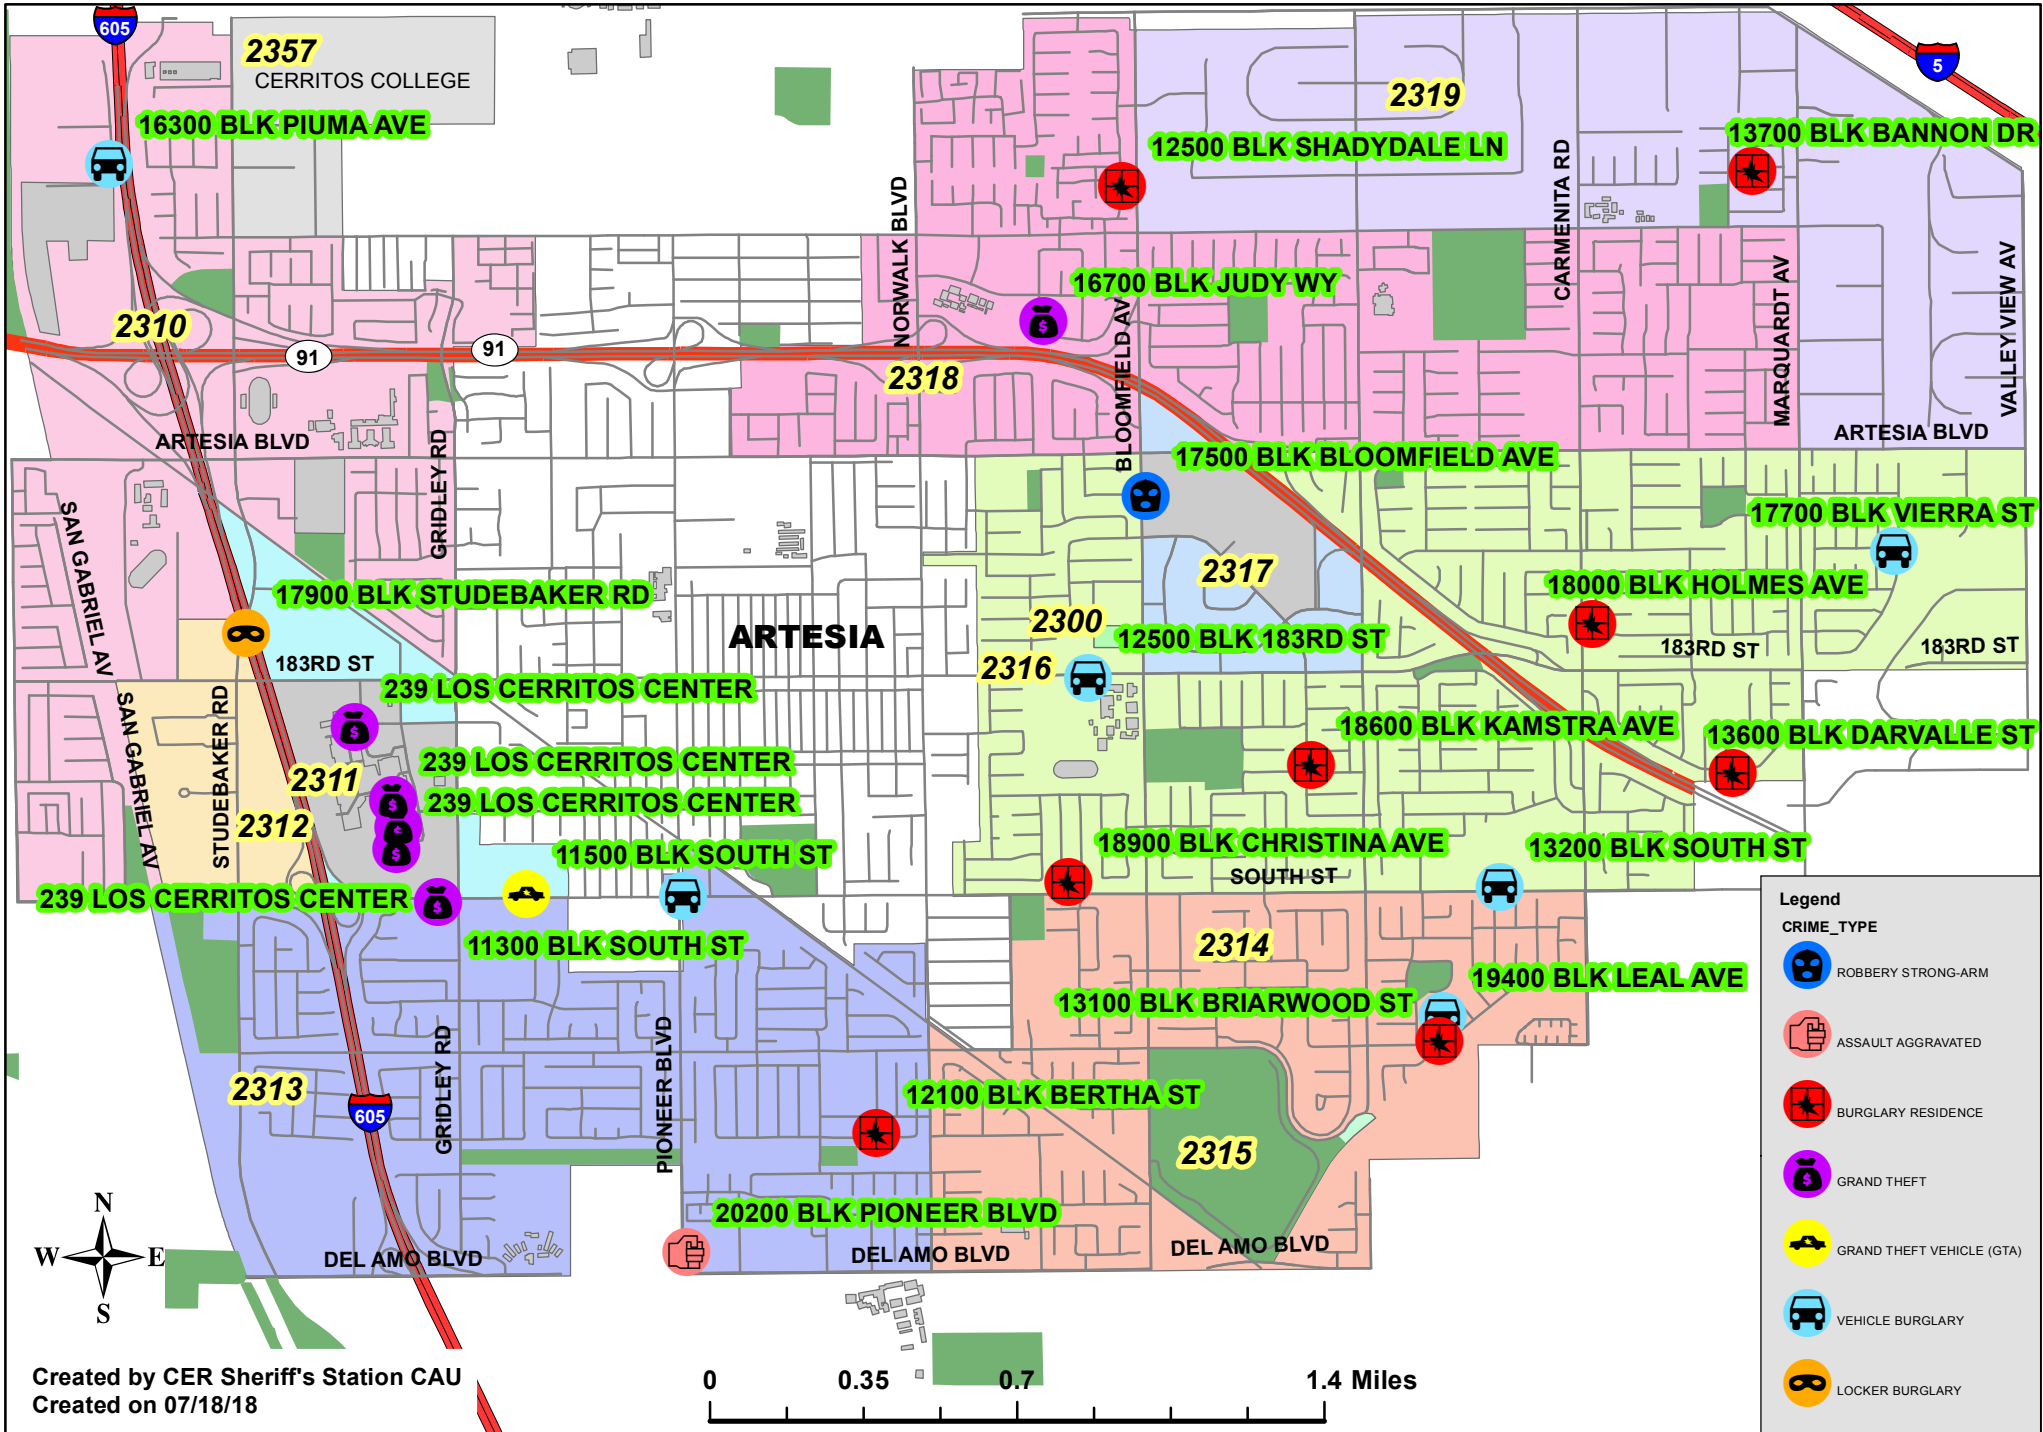 605
2357
CERRITOS COLLEGE
5
2319
16300 BLK PIUMA AVE
12500 BLK SHADYDALE LN
13700 BLK BANNON DR
NORWALK BLVD
CARMENITA RD
16700 BLK JUDY WY
BLOOMFIELD AV
MARQUARDT AV
VALLEYVIEW AV
2310
91
91
2318
ARTESIA BLVD
ARTESIA BLVD
GRIDLEY RD
17500 BLK BLOOMFIELD AVE
17700 BLK VIERRA ST
SAN GABRIEL AV
2317
17900 BLK STUDEBAKER RD
18000 BLK HOLMES AVE
ARTESIA
2300
12500 BLK 183RD ST
183RD ST
183RD ST
183RD ST
2316
239 LOS CERRITOS CENTER
SAN GABRIEL AV
STUDEBAKER RD
18600 BLK KAMSTRA AVE
13600 BLK DARVALLE ST
239 LOS CERRITOS CENTER
2311
239 LOS CERRITOS CENTER
2312
11500 BLK SOUTH ST
18900 BLK CHRISTINA AVE
13200 BLK SOUTH ST
SOUTH ST
239 LOS CERRITOS CENTER
11300 BLK SOUTH ST
2314
19400 BLK LEAL AVE
13100 BLK BRIARWOOD ST
GRIDLEY RD
PIONEER BLVD
2313
605
12100 BLK BERTHA ST
2315
20200 BLK PIONEER BLVD
DEL AMO BLVD
DEL AMO BLVD
DEL AMO BLVD
N
W E
S
Created by CER Sheriff's Station CAU
Created on 07/18/18
0 0.35 0.7 1.4 Miles
Legend
CRIME_TYPE
ROBBERY STRONG-ARM
ASSAULT AGGRAVATED
BURGLARY RESIDENCE
$ GRAND THEFT
GRAND THEFT VEHICLE (GTA)
VEHICLE BURGLARY
LOCKER BURGLARY